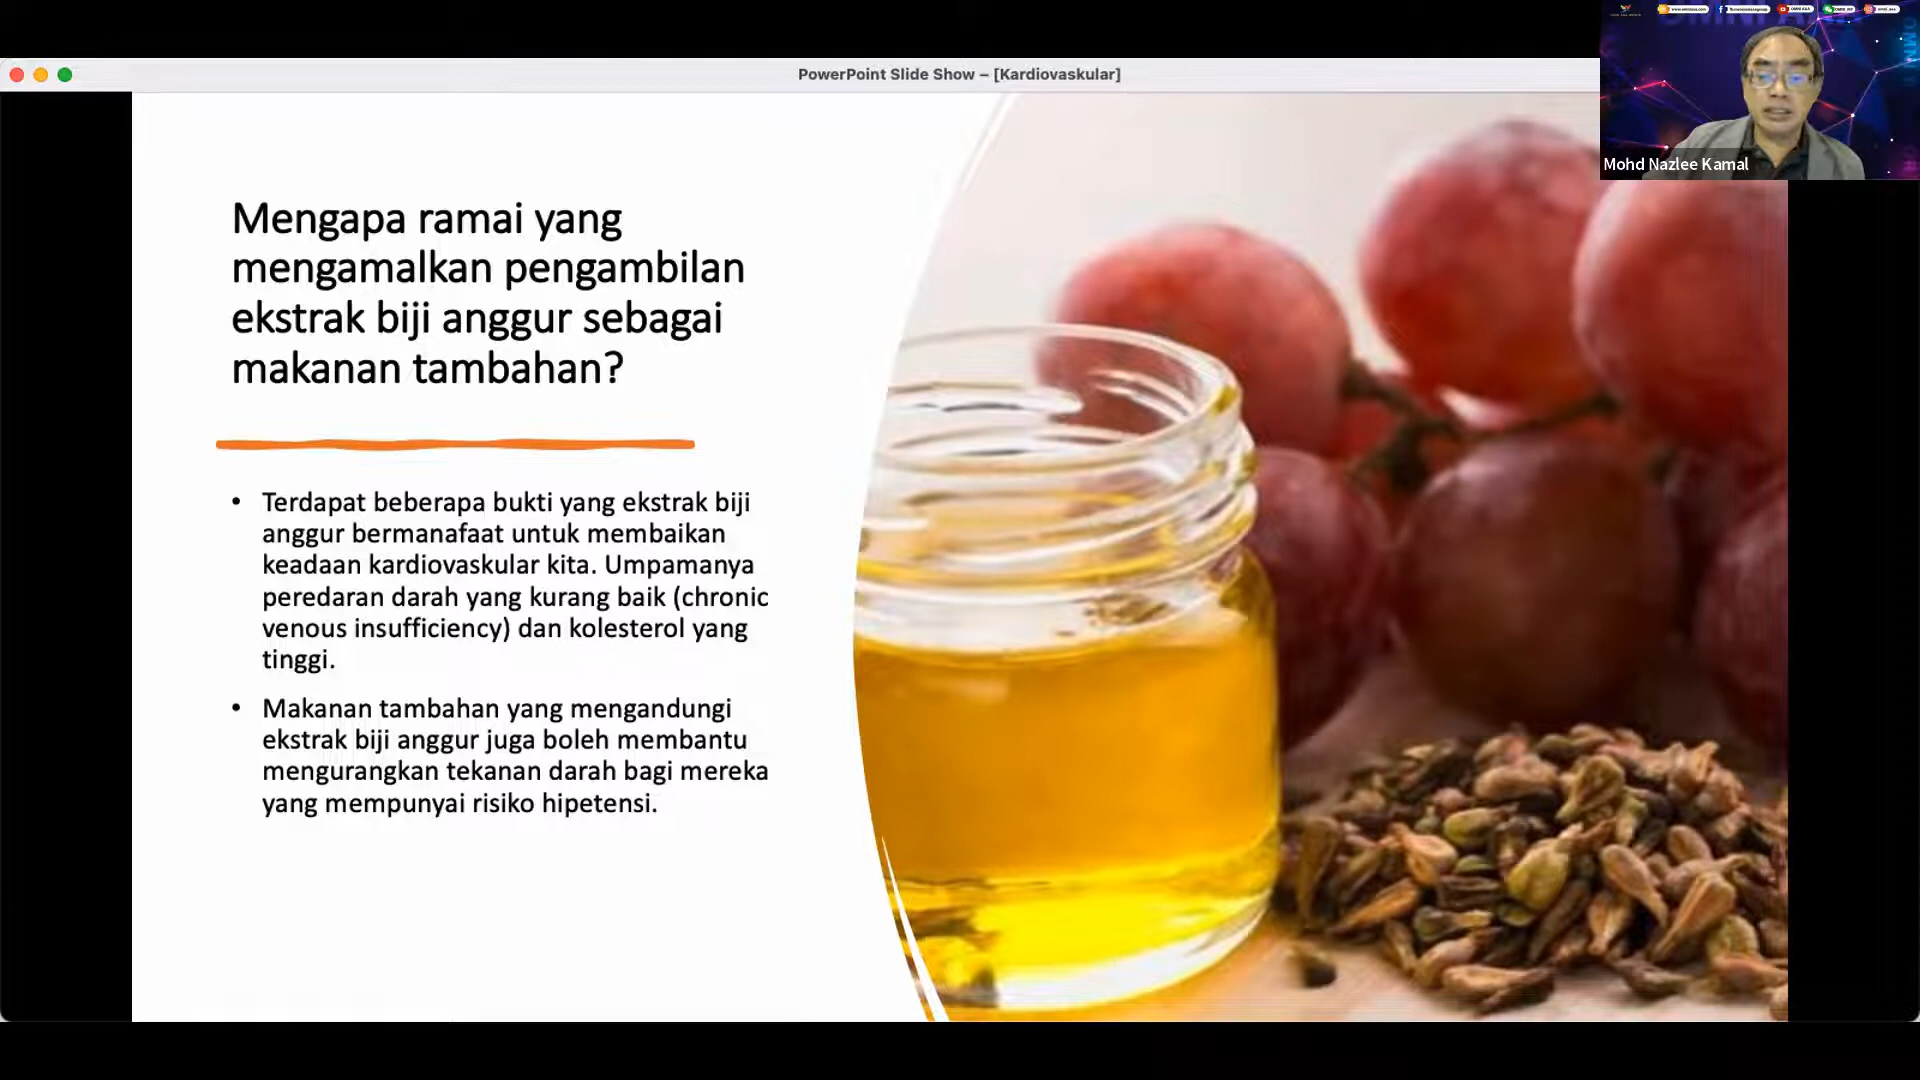 PowerPoint Slide Show – [Kardiovaskular]
Mohd Nazlee Kamal
Mengapa ramai yang
mengamalkan pengambilan
ekstrak biji anggur sebagai
makanan tambahan?
• Terdapat beberapa bukti yang ekstrak biji
anggur bermanafaat untuk membaikan
keadaan kardiovaskular kita. Umpamanya
peredaran darah yang kurang baik (chronic
venous insufficiency) dan kolesterol yang
tinggi.
• Makanan tambahan yang mengandungi
ekstrak biji anggur juga boleh membantu
mengurangkan tekanan darah bagi mereka
yang mempunyai risiko hipetensi.